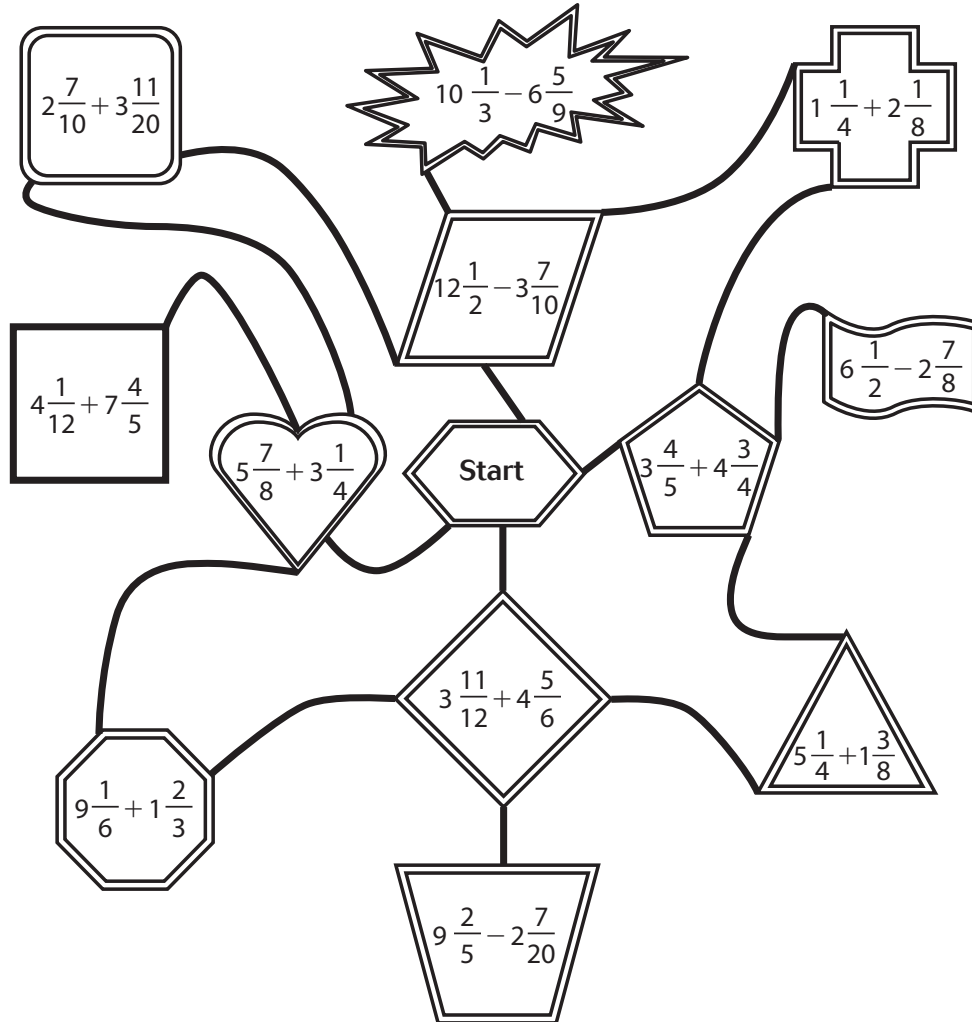 2 7/10 + 3 11/20
10 1/3 − 6 5/9
1 1/4 + 2 1/8
12 1/2 − 3 7/10
4 1/12 + 7 4/5
5 7/8 + 3 1/4
Start
3 4/5 + 4 3/4
6 1/2 − 2 7/8
3 11/12 + 4 5/6
9 1/6 + 1 2/3
5 1/4 + 1 3/8
9 2/5 − 2 7/20